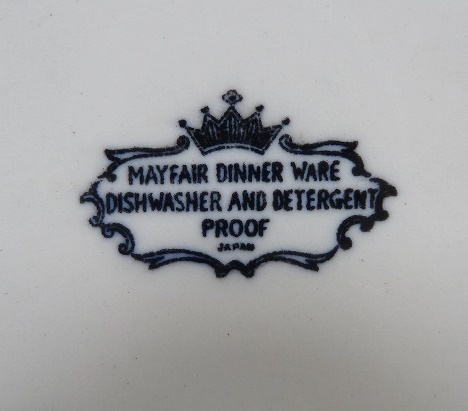 MAYFAIR DINNER WARE
DISHWASHER AND DETERGENT
PROOF
JAPAN